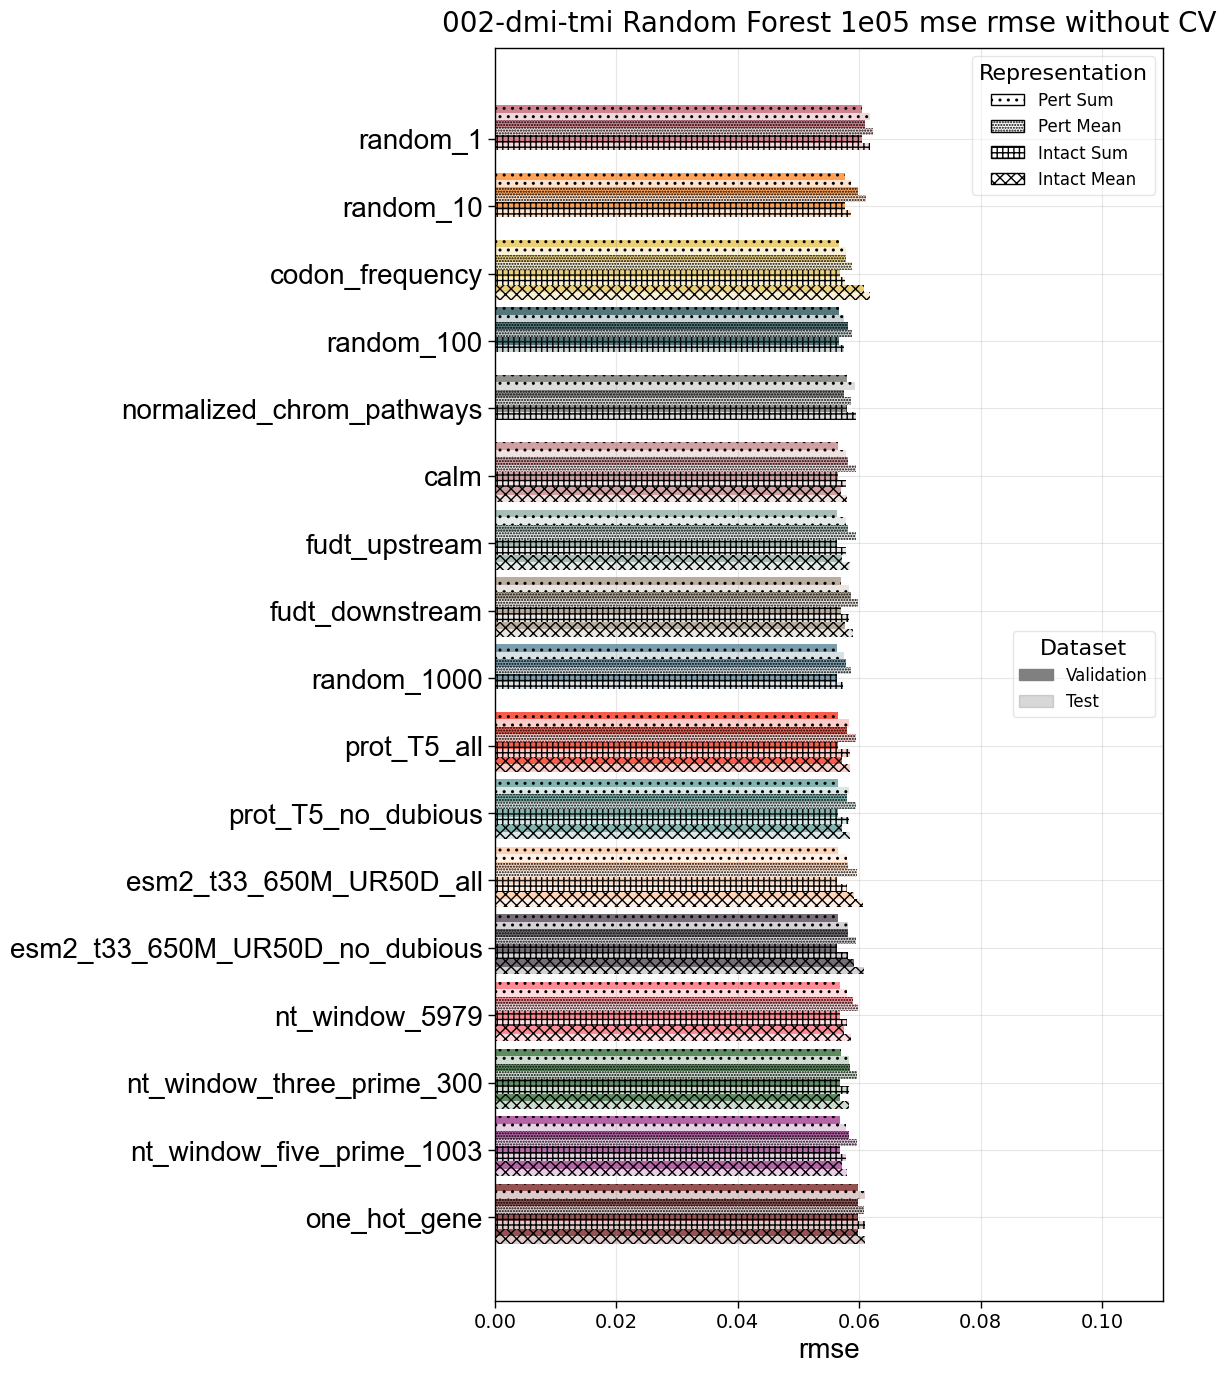 002-dmi-tmi Random Forest 1e05 mse rmse without CV
Representation
Pert Sum
Pert Mean
Intact Sum
Intact Mean
random_1
random_10
codon_frequency
random_100
normalized_chrom_pathways
calm
fudt_upstream
fudt_downstream
random_1000
Dataset
Validation
Test
prot_T5_all
prot_T5_no_dubious
esm2_t33_650M_UR50D_all
esm2_t33_650M_UR50D_no_dubious
nt_window_5979
nt_window_three_prime_300
nt_window_five_prime_1003
one_hot_gene
0.00 0.02 0.04 0.06 0.08 0.10
rmse